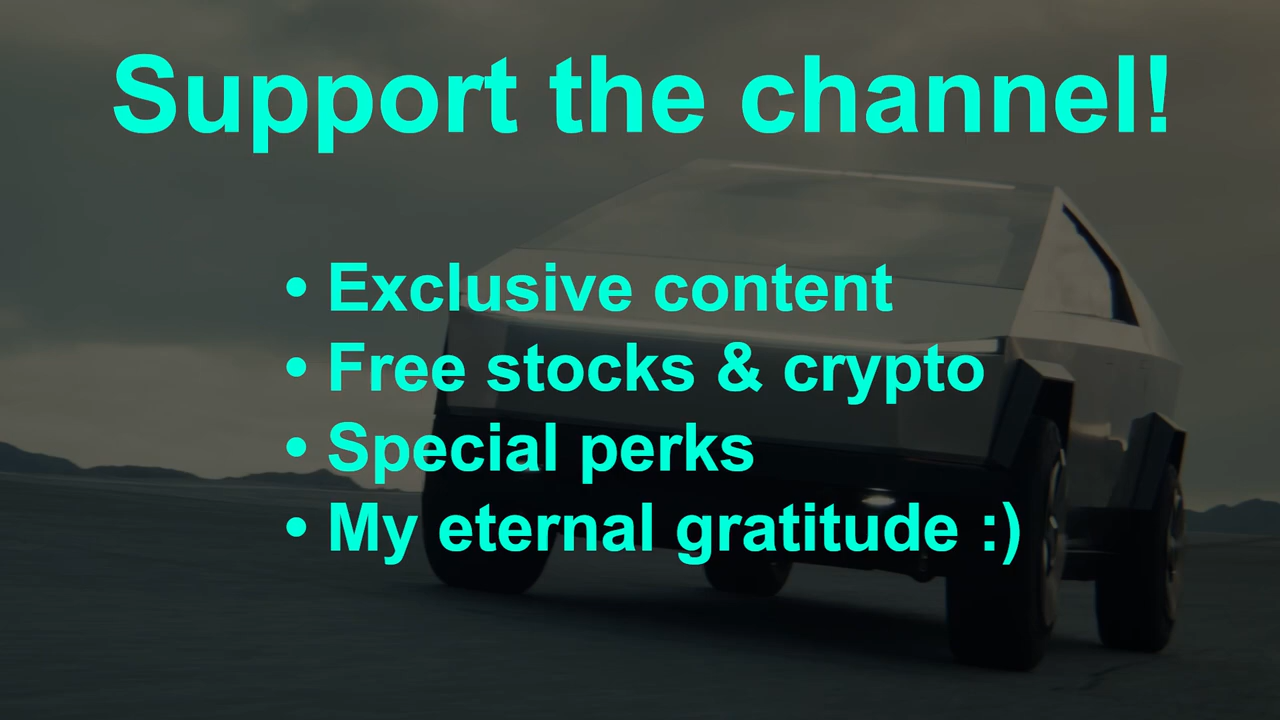 Support the channel!
• Exclusive content
• Free stocks & crypto
• Special perks
• My eternal gratitude :)